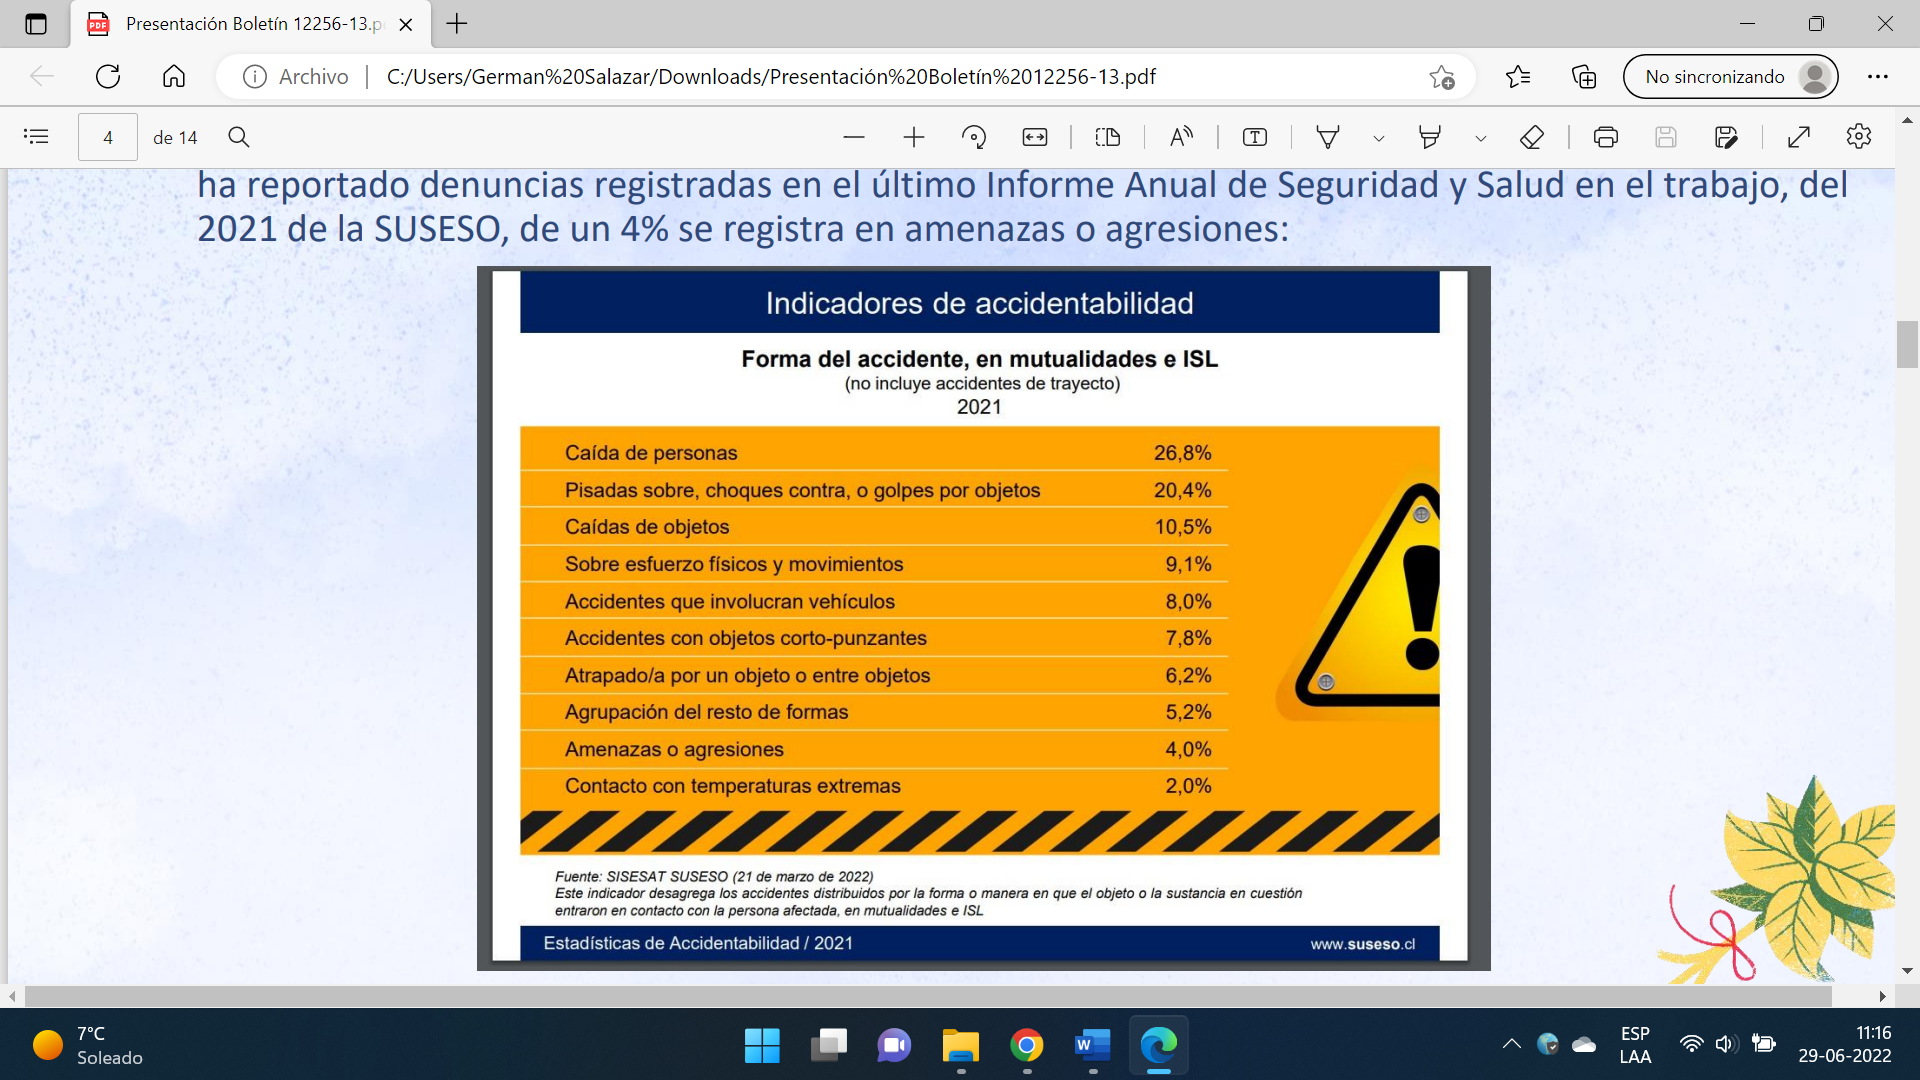 Presentación Boletín 12256-13.p
Archivo
C:/Users/German%20Salazar/Downloads/Presentación%20Boletín%2012256-13.pdf
No sincronizando
4
de 14
ha reportado denuncias registradas en el último Informe Anual de Seguridad y Salud en el trabajo, del
2021 de la SUSESO, de un 4% se registra en amenazas o agresiones:
Indicadores de accidentabilidad
Forma del accidente, en mutualidades e ISL
(no incluye accidentes de trayecto)
2021
Caída de personas 26,8%
Pisadas sobre, choques contra, o golpes por objetos 20,4%
Caídas de objetos 10,5%
Sobre esfuerzo físicos y movimientos 9,1%
Accidentes que involucran vehículos 8,0%
Accidentes con objetos corto-punzantes 7,8%
Atrapado/a por un objeto o entre objetos 6,2%
Agrupación del resto de formas 5,2%
Amenazas o agresiones 4,0%
Contacto con temperaturas extremas 2,0%
Fuente: SISESAT SUSESO (21 de marzo de 2022)
Este indicador desagrega los accidentes distribuidos por la forma o manera en que el objeto o la sustancia en cuestión
entraron en contacto con la persona afectada, en mutualidades e ISL
Estadísticas de Accidentabilidad / 2021
www.suseso.cl
7°C
Soleado
ESP
LAA
11:16
29-06-2022